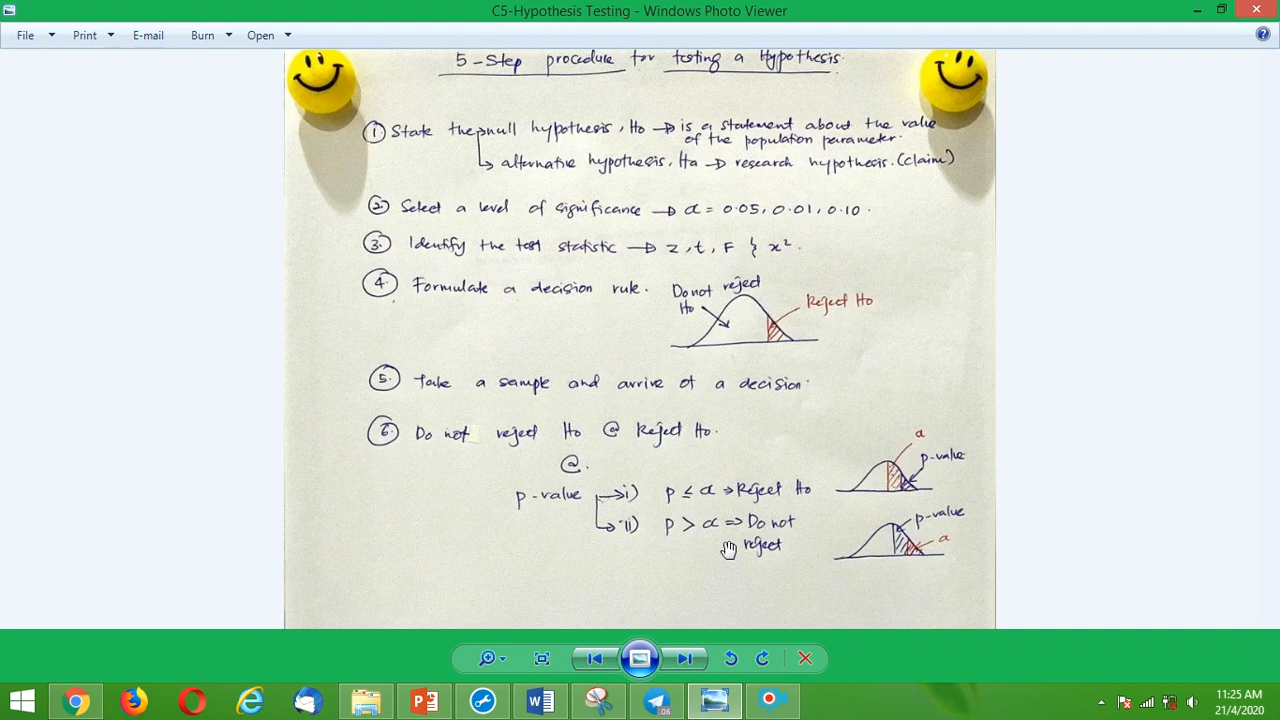 C5-Hypothesis Testing - Windows Photo Viewer
File Print E-mail Burn Open
5-Step procedure for testing a Hypothesis.
① State the null hypothesis, Ho → is a statement about the value
of the population parameter.
↳ alternative hypothesis, Ha → research hypothesis. (claim)
② Select a level of significance → α = 0.05, 0.01, 0.10.
③ Identify the test statistic → z, t, F } x².
④ Formulate a decision rule.
Do not reject
Ho
Reject Ho
⑤ Take a sample and arrive at a decision.
⑥ Do not reject Ho @ Reject Ho.
@.
p-value → i) p ≤ α ⇒ Reject Ho
↳ ii) p > α ⇒ Do not
reject
α
p-value
p-value
α
06
11:25 AM
21/4/2020